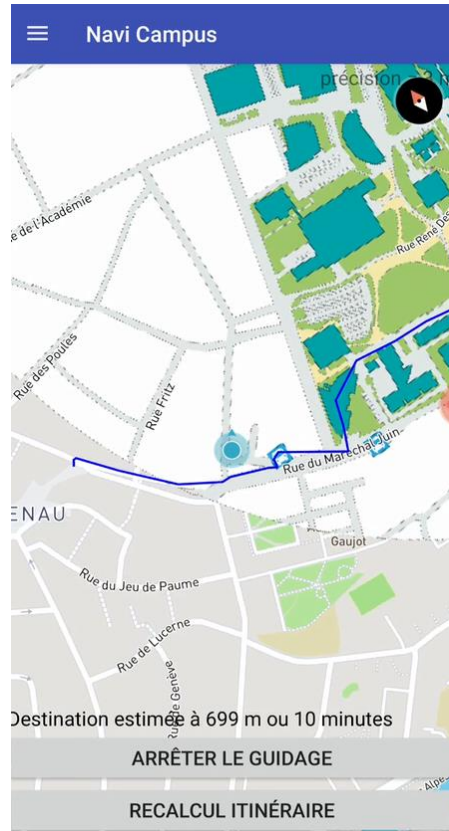 Navi Campus
précision
e de l'Académie
Rue René Des
Rue des Poules
Rue Fritz
Rue du Maréchal Juin
ENAU
Gaujot
Rue du Jeu de Paume
Rue de Lucerne
Rue de Genève
Destination estimée à 699 m ou 10 minutes
Alpe
ARRÊTER LE GUIDAGE
RECALCUL ITINÉRAIRE